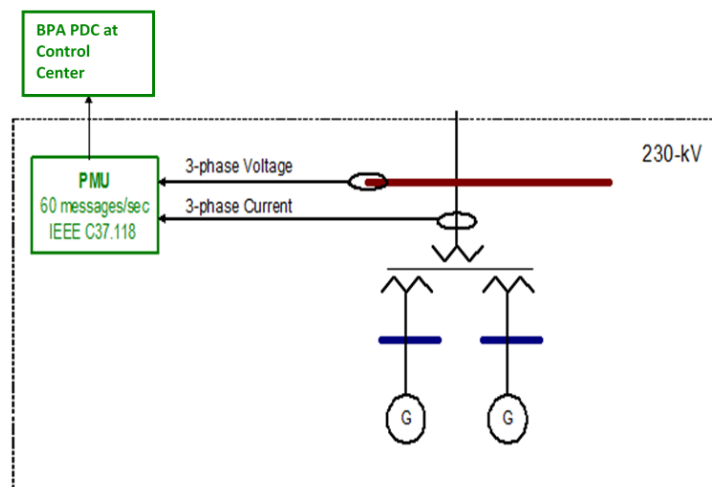 BPA PDC at
Control
Center
230-kV
3-phase Voltage
PMU
60 messages/sec
IEEE C37.118
3-phase Current
G
G